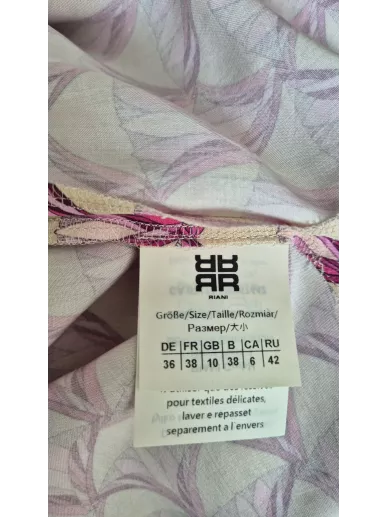 RIANI
Größe/Size/Taille/Rozmiar/
Размер/大小
DE FR GB B CA RU
36 38 10 38 6 42
pour textiles délicates,
laver e repasset
separement a l envers